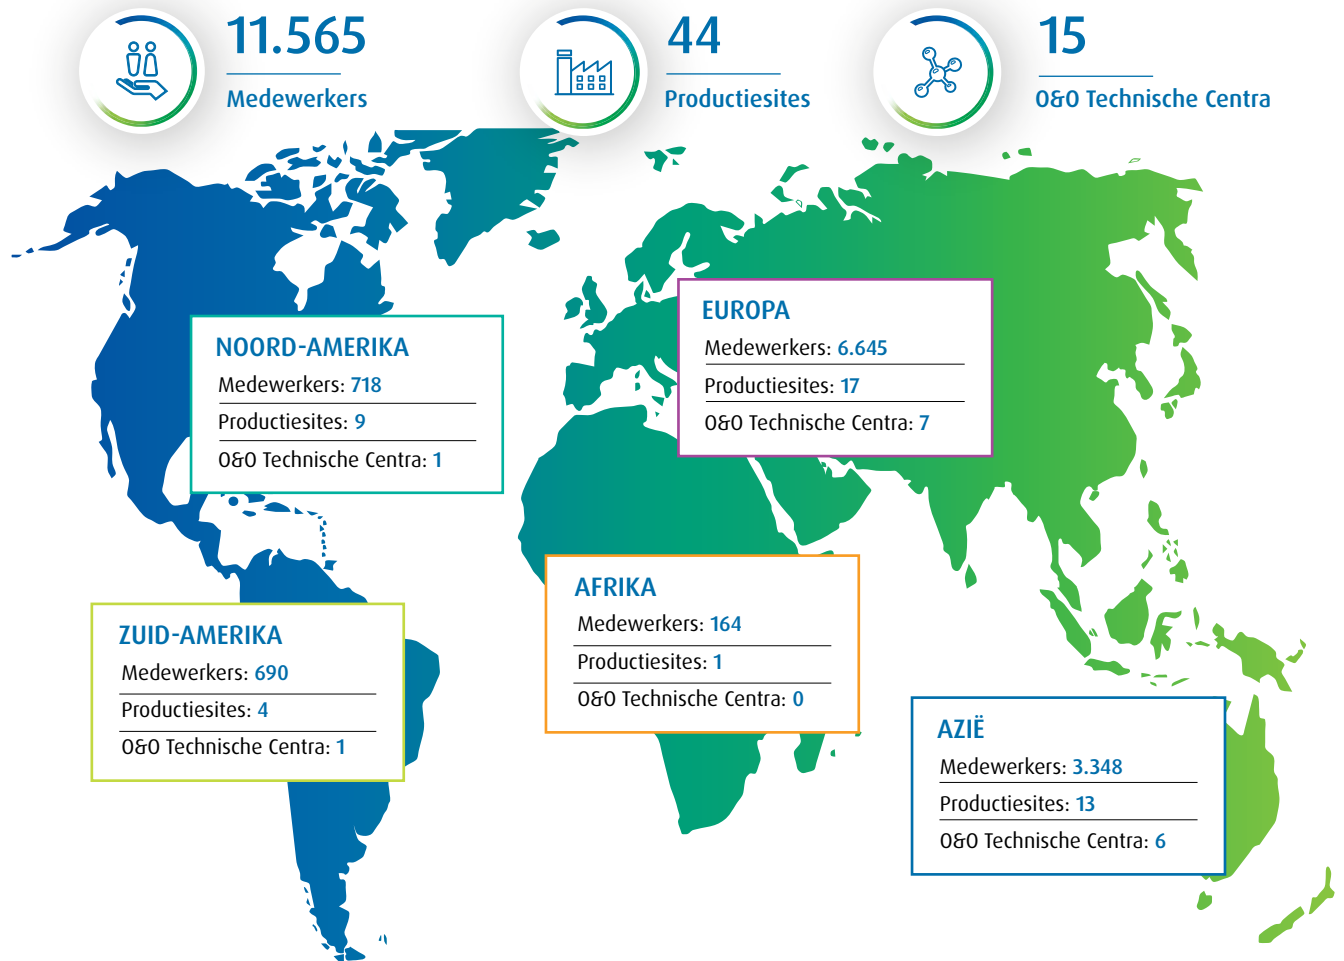 11.565
Medewerkers
44
Productiesites
15
O&O Technische Centra
NOORD-AMERIKA
Medewerkers: 718
Productiesites: 9
O&O Technische Centra: 1
EUROPA
Medewerkers: 6.645
Productiesites: 17
O&O Technische Centra: 7
ZUID-AMERIKA
Medewerkers: 690
Productiesites: 4
O&O Technische Centra: 1
AFRIKA
Medewerkers: 164
Productiesites: 1
O&O Technische Centra: 0
AZIË
Medewerkers: 3.348
Productiesites: 13
O&O Technische Centra: 6